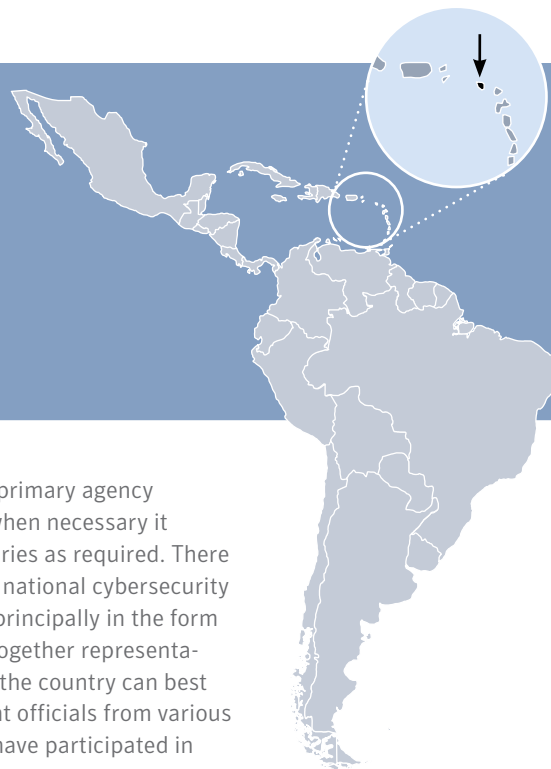 primary agency
when necessary it
ries as required. There
national cybersecurity
principally in the form
ogether representa-
the country can best
t officials from various
have participated in